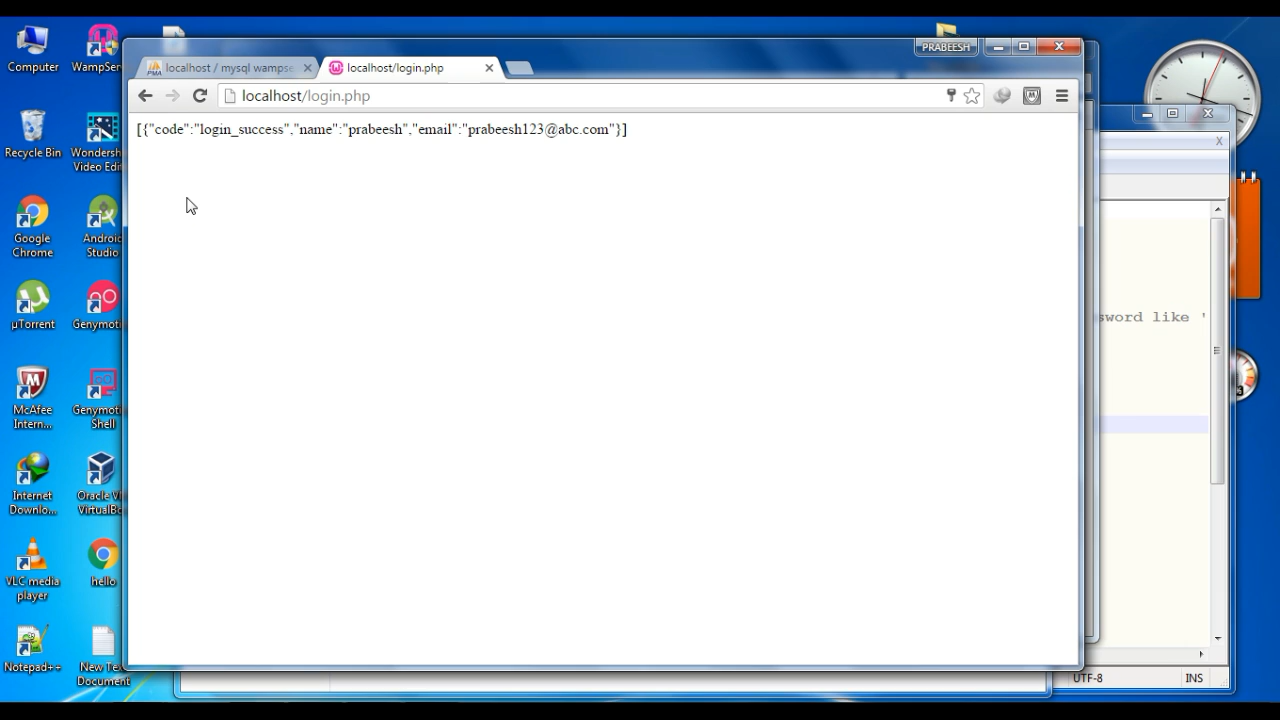 PRABEESH
localhost / mysql wampse
localhost/login.php
localhost/login.php
[{"code":"login_success","name":"prabeesh","email":"prabeesh123@abc.com"}]
Computer
WampSer
Recycle Bin
Wondersh
Video Edit
Google
Chrome
Android
Studio
µTorrent
Genymoti
McAfee
Intern...
Genymoti
Shell
Internet
Downlo...
Oracle V
VirtualB
VLC media
player
hello
Notepad++
New Te
Document
sword like '
UTF-8
INS